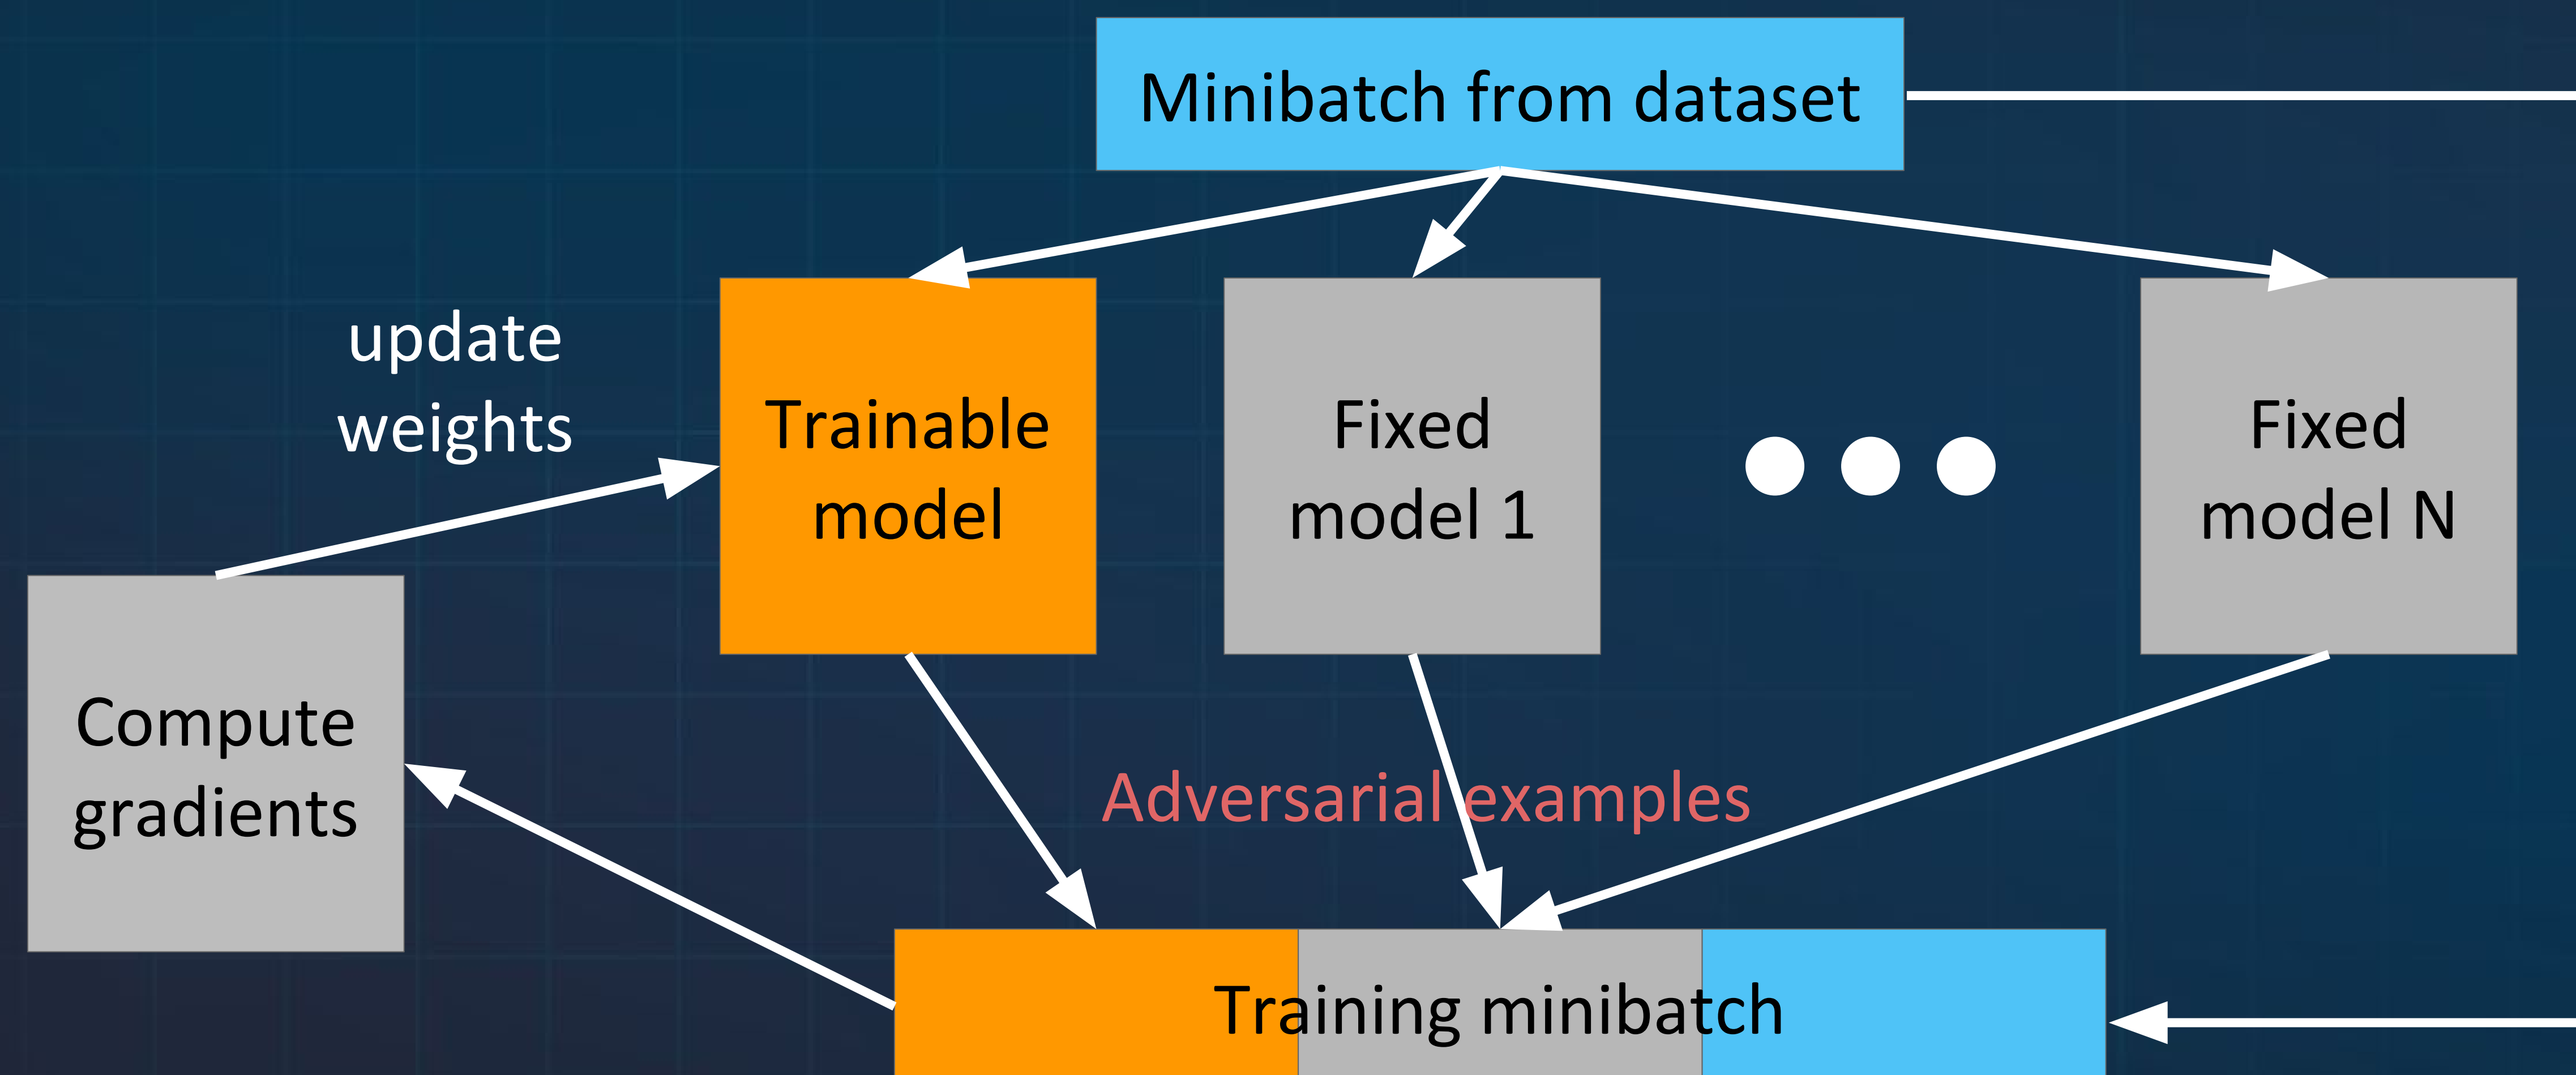 Minibatch from dataset
update
weights
Trainable
model
Fixed
model 1
Fixed
model N
Compute
gradients
Adversarial examples
Training minibatch